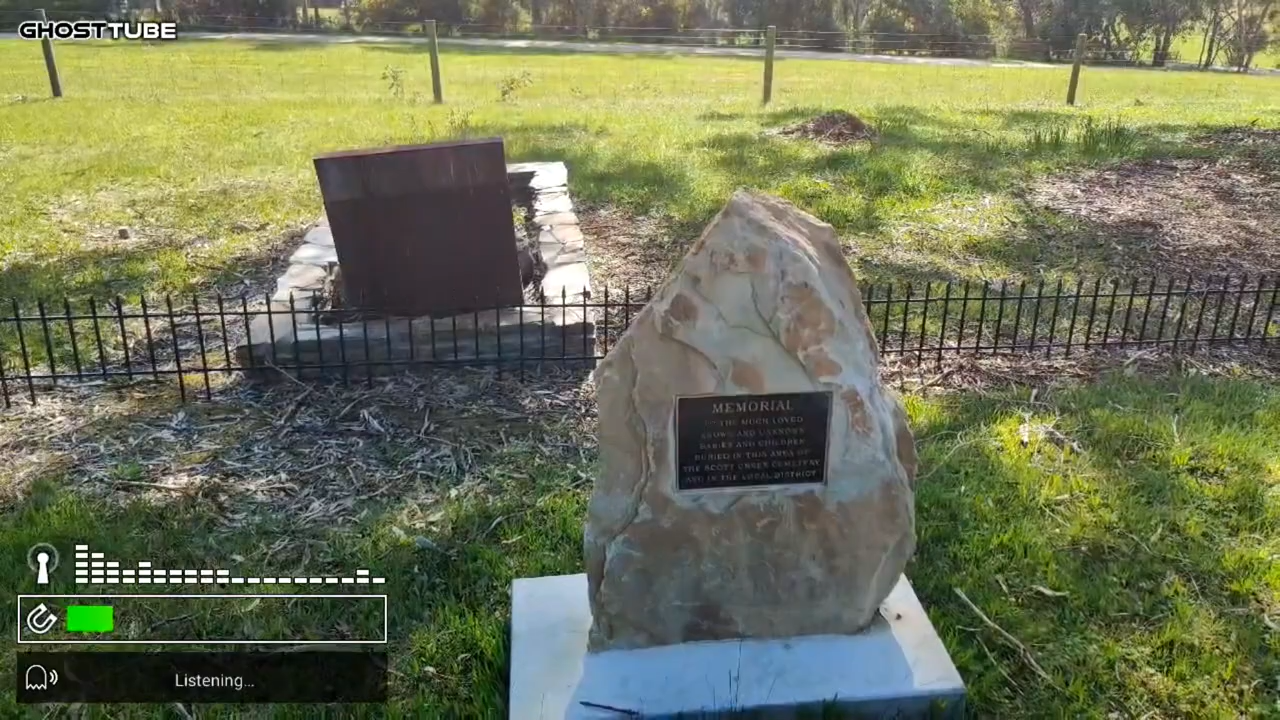 GHOSTTUBE
MEMORIAL
THE MUCH LOVED
KNOWN AND UNKNOWN
BABIES AND CHILDREN
BURIED IN THIS AREA OF
THE SCOTT CREEK CEMETERY
AND IN THE LOCAL DISTRICT
Listening...